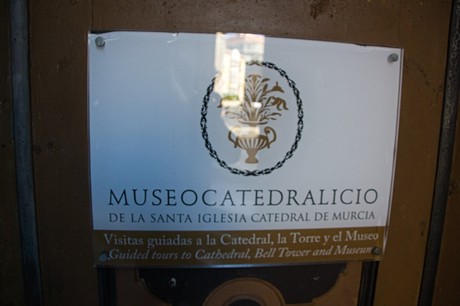 MUSEOCATEDRALICIO
DE LA SANTA IGLESIA CATEDRAL DE MURCIA
Visitas guiadas a la Catedral, la Torre y el Museo
Guided tours to Cathedral, Bell Tower and Museum